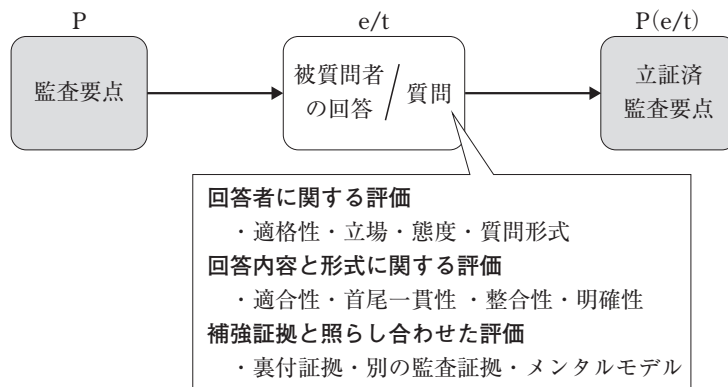 P
e/t
P(e/t)
監査要点
被質問者
の回答
/
質問
立証済
監査要点
回答者に関する評価
・適格性・立場・態度・質問形式
回答内容と形式に関する評価
・適合性・首尾一貫性・整合性・明確性
補強証拠と照らし合わせた評価
・裏付証拠・別の監査証拠・メンタルモデル